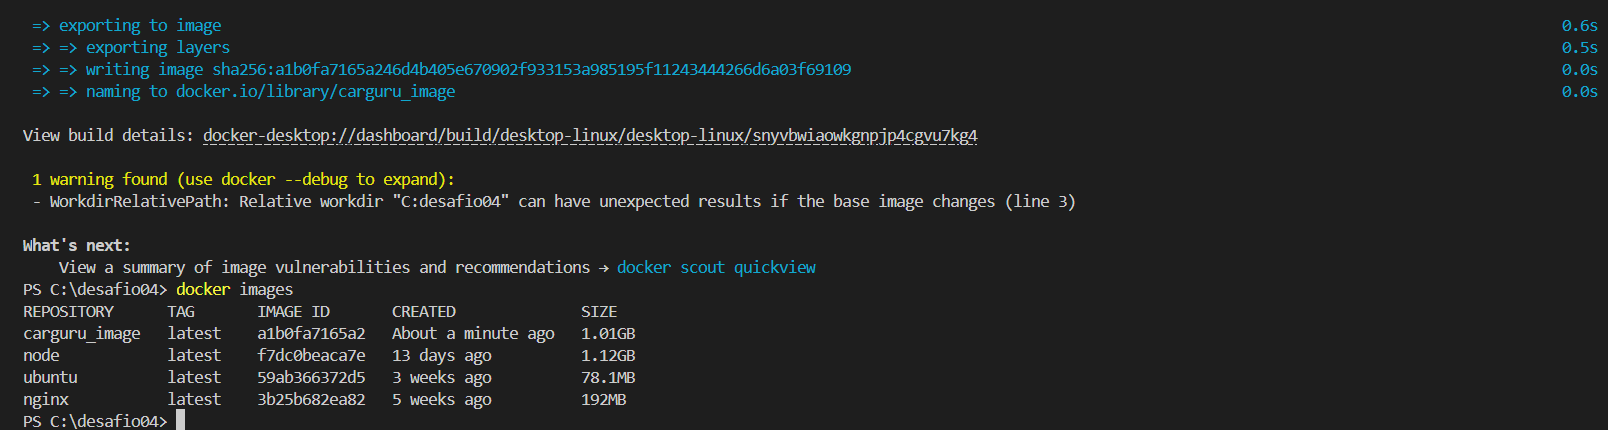 => exporting to image 0.6s
=> => exporting layers 0.5s
=> => writing image sha256:a1b0fa7165a246d4b405e670902f933153a985195f11243444266d6a03f69109 0.0s
=> => naming to docker.io/library/carguru_image 0.0s
View build details: docker-desktop://dashboard/build/desktop-linux/desktop-linux/snyvbwiaowkgnpjp4cgvu7kg4
1 warning found (use docker --debug to expand):
- WorkdirRelativePath: Relative workdir "C:desafio04" can have unexpected results if the base image changes (line 3)
What's next:
View a summary of image vulnerabilities and recommendations → docker scout quickview
PS C:\desafio04> docker images
REPOSITORY TAG IMAGE ID CREATED SIZE
carguru_image latest a1b0fa7165a2 About a minute ago 1.01GB
node latest f7dc0beaca7e 13 days ago 1.12GB
ubuntu latest 59ab366372d5 3 weeks ago 78.1MB
nginx latest 3b25b682ea82 5 weeks ago 192MB
PS C:\desafio04>